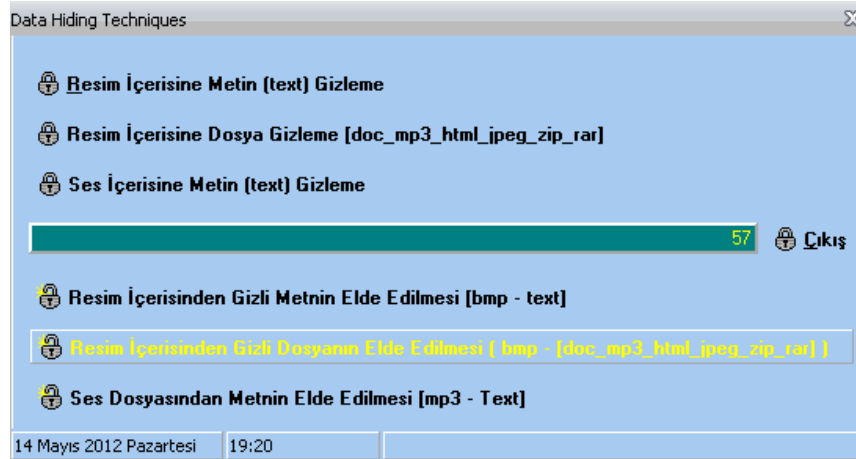 Data Hiding Techniques
Resim İçerisine Metin (text) Gizleme
Resim İçerisine Dosya Gizleme [doc_mp3_html_jpeg_zip_rar]
Ses İçerisine Metin (text) Gizleme
57
Çıkış
Resim İçerisinden Gizli Metnin Elde Edilmesi [bmp - text]
Resim İçerisinden Gizli Dosyanın Elde Edilmesi ( bmp - [doc_mp3_html_jpeg_zip_rar] )
Ses Dosyasından Metnin Elde Edilmesi [mp3 - Text]
14 Mayıs 2012 Pazartesi 19:20